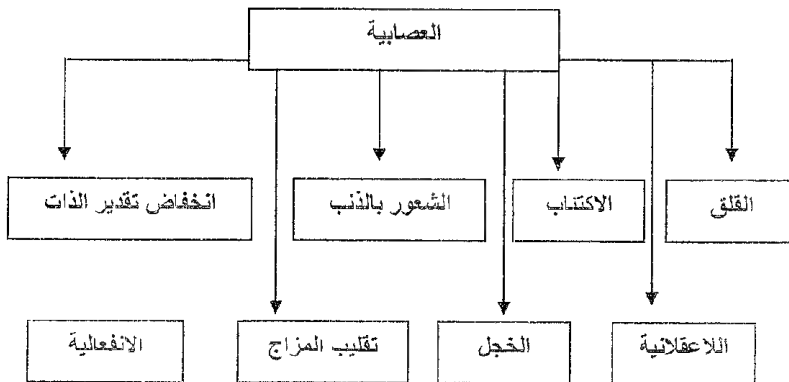 العصابية
القلق
الاكتئاب
الشعور بالذنب
انخفاض تقدير الذات
اللاعقلانية
الخجل
تقليب المزاج
الانفعالية